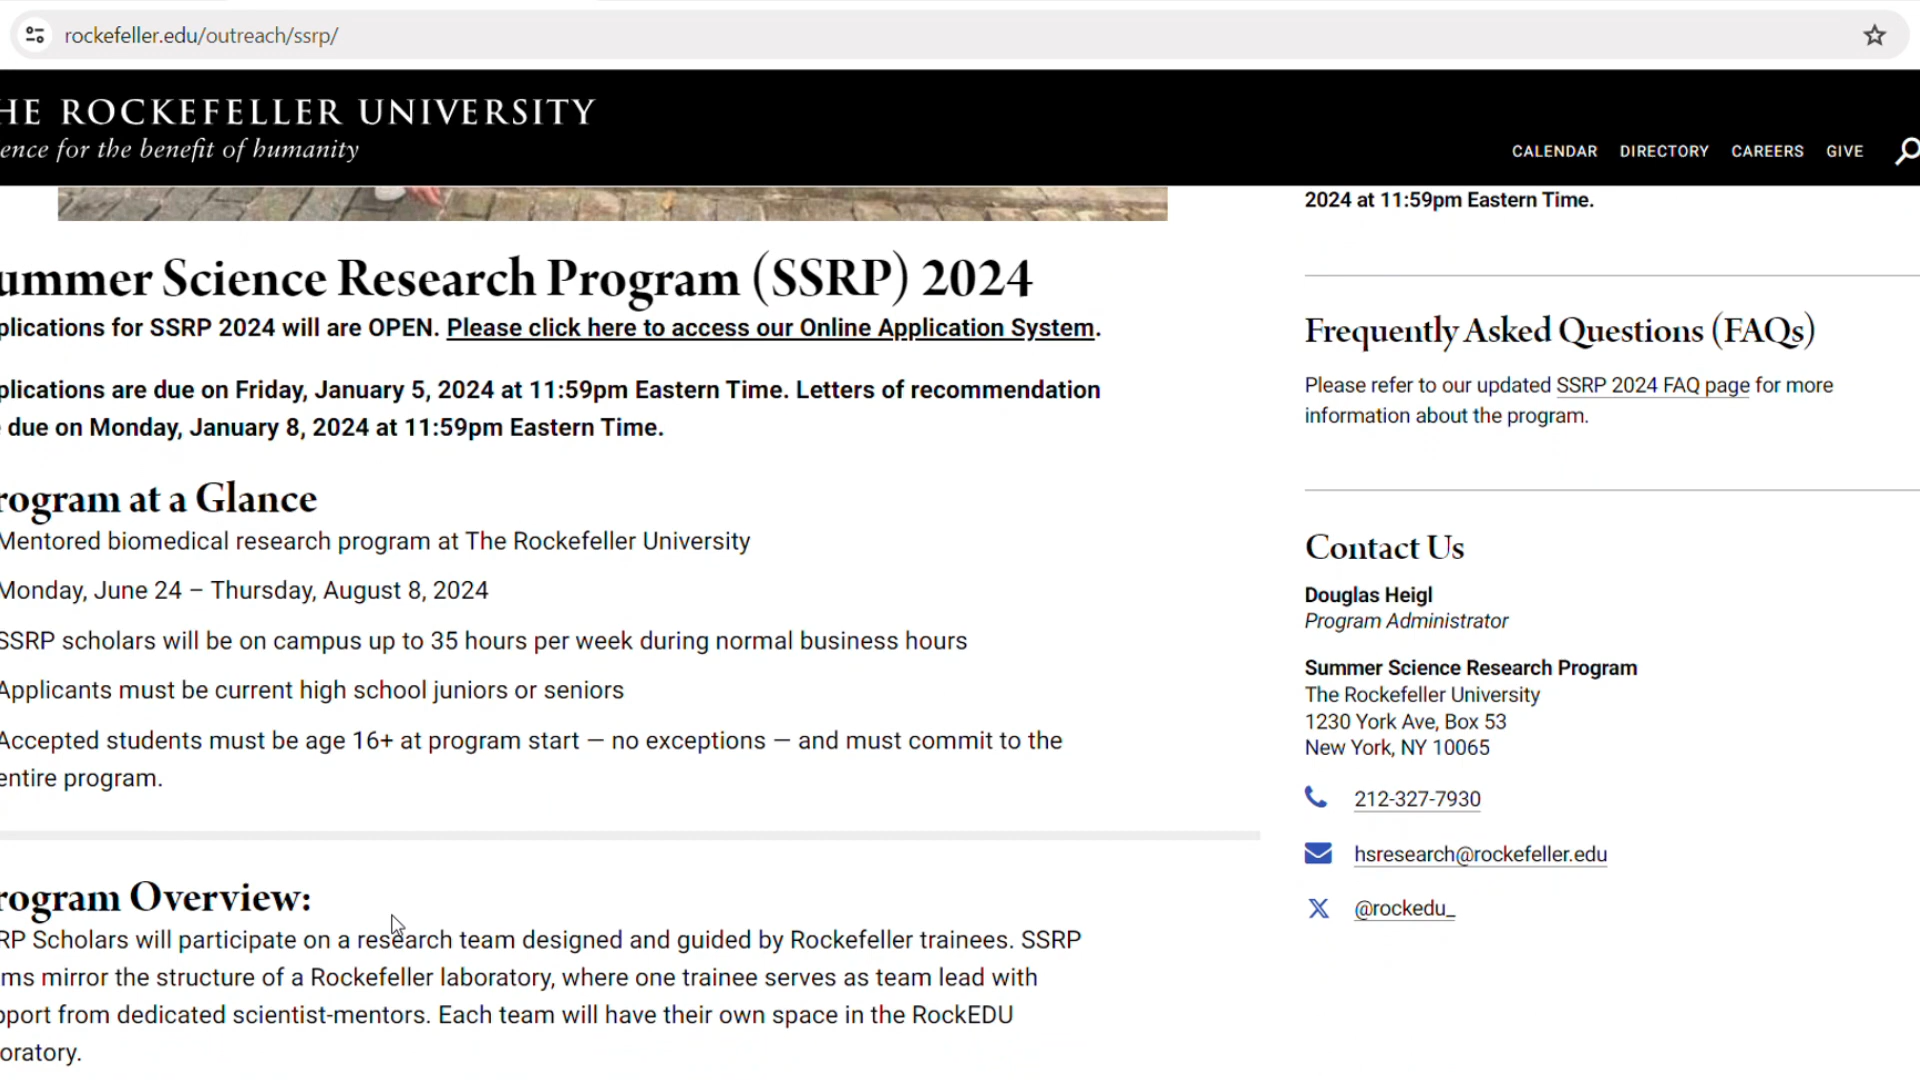 rockefeller.edu/outreach/ssrp/
HE ROCKEFELLER UNIVERSITY
ence for the benefit of humanity
CALENDAR DIRECTORY CAREERS GIVE
2024 at 11:59pm Eastern Time.
ummer Science Research Program (SSRP) 2024
plications for SSRP 2024 will are OPEN. Please click here to access our Online Application System.
plications are due on Friday, January 5, 2024 at 11:59pm Eastern Time. Letters of recommendation
due on Monday, January 8, 2024 at 11:59pm Eastern Time.
rogram at a Glance
Mentored biomedical research program at The Rockefeller University
Monday, June 24 – Thursday, August 8, 2024
SSRP scholars will be on campus up to 35 hours per week during normal business hours
Applicants must be current high school juniors or seniors
Accepted students must be age 16+ at program start — no exceptions — and must commit to the
entire program.
rogram Overview:
RP Scholars will participate on a research team designed and guided by Rockefeller trainees. SSRP
ms mirror the structure of a Rockefeller laboratory, where one trainee serves as team lead with
pport from dedicated scientist-mentors. Each team will have their own space in the RockEDU
oratory.
Frequently Asked Questions (FAQs)
Please refer to our updated SSRP 2024 FAQ page for more
information about the program.
Contact Us
Douglas Heigl
Program Administrator
Summer Science Research Program
The Rockefeller University
1230 York Ave, Box 53
New York, NY 10065
212-327-7930
hsresearch@rockefeller.edu
@rockedu_